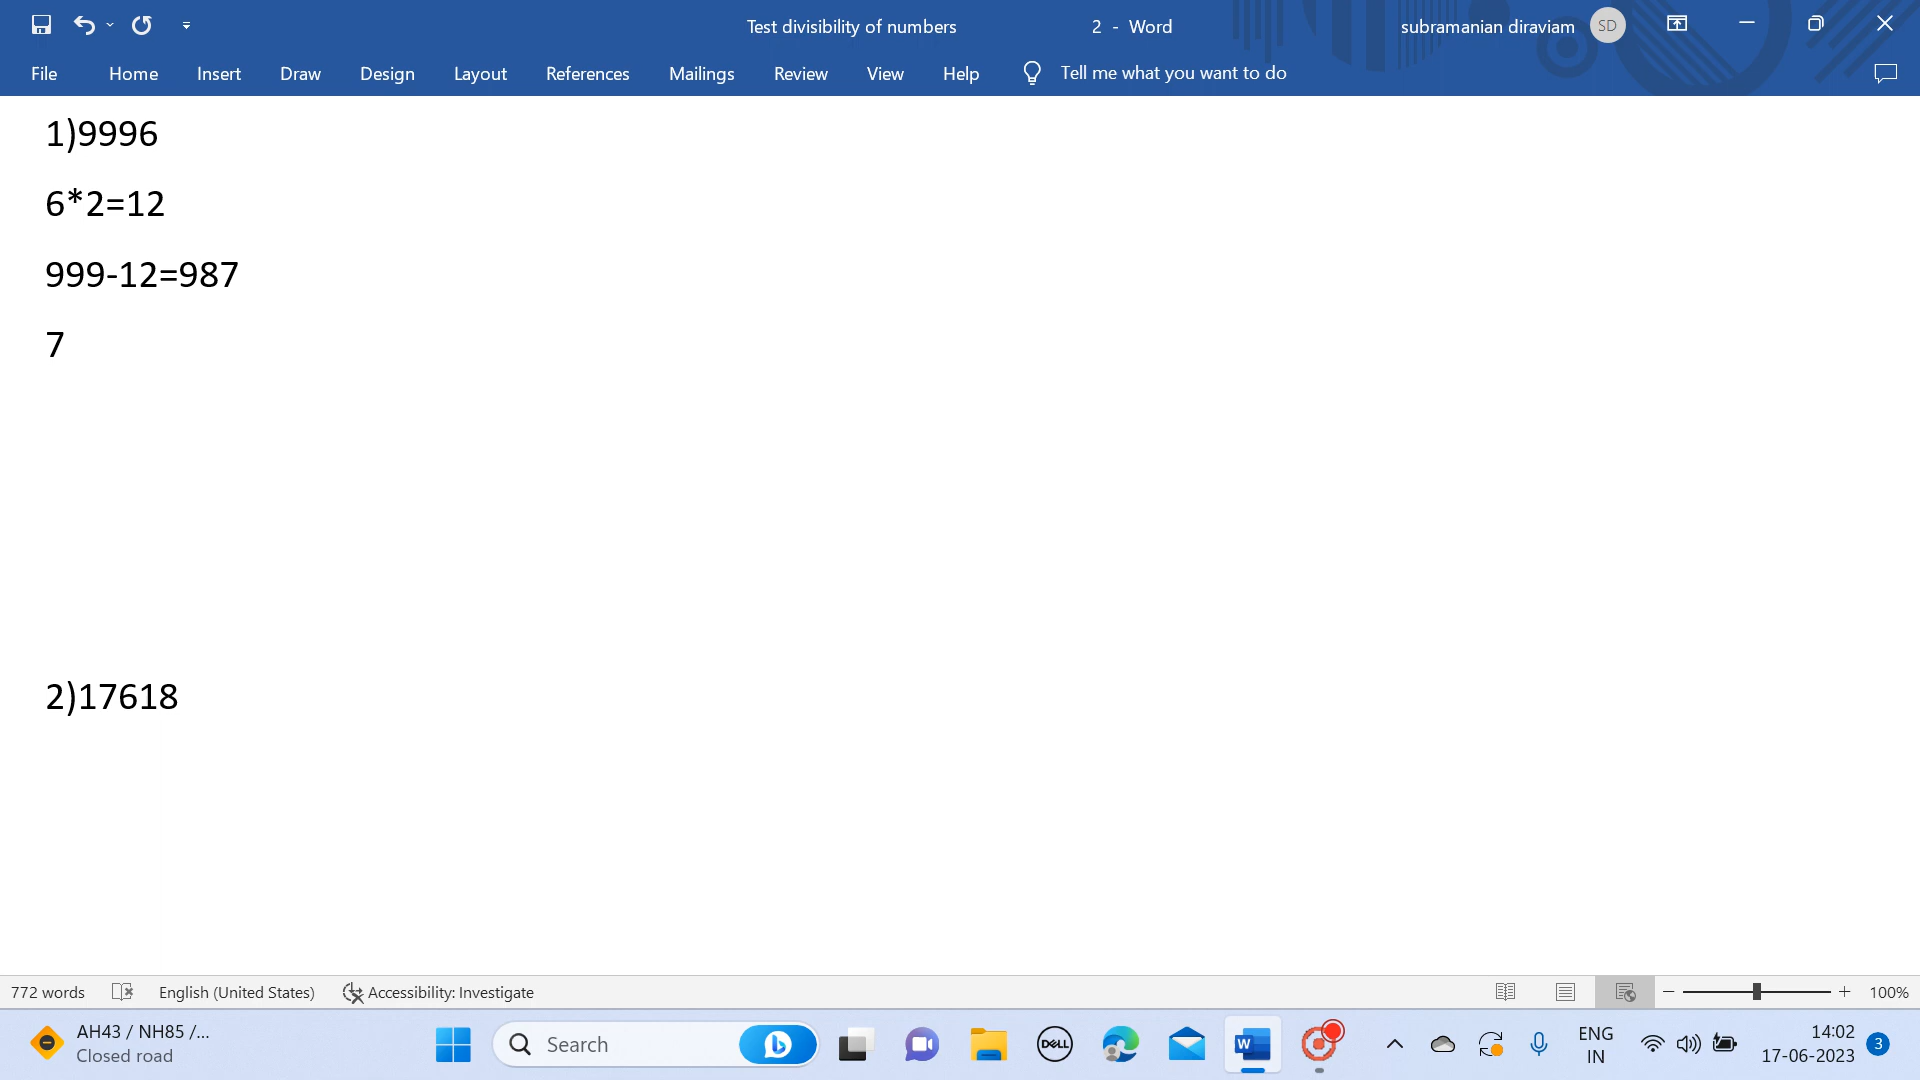 Test divisibility of numbers 2 - Word subramanian diraviam SD
File Home Insert Draw Design Layout References Mailings Review View Help Tell me what you want to do
1)9996
6*2=12
999-12=987
7
2)17618
772 words English (United States) Accessibility: Investigate 100%
AH43 / NH85 /...
Closed road
Search
DELL
W
ENG
IN
14:02
17-06-2023
3